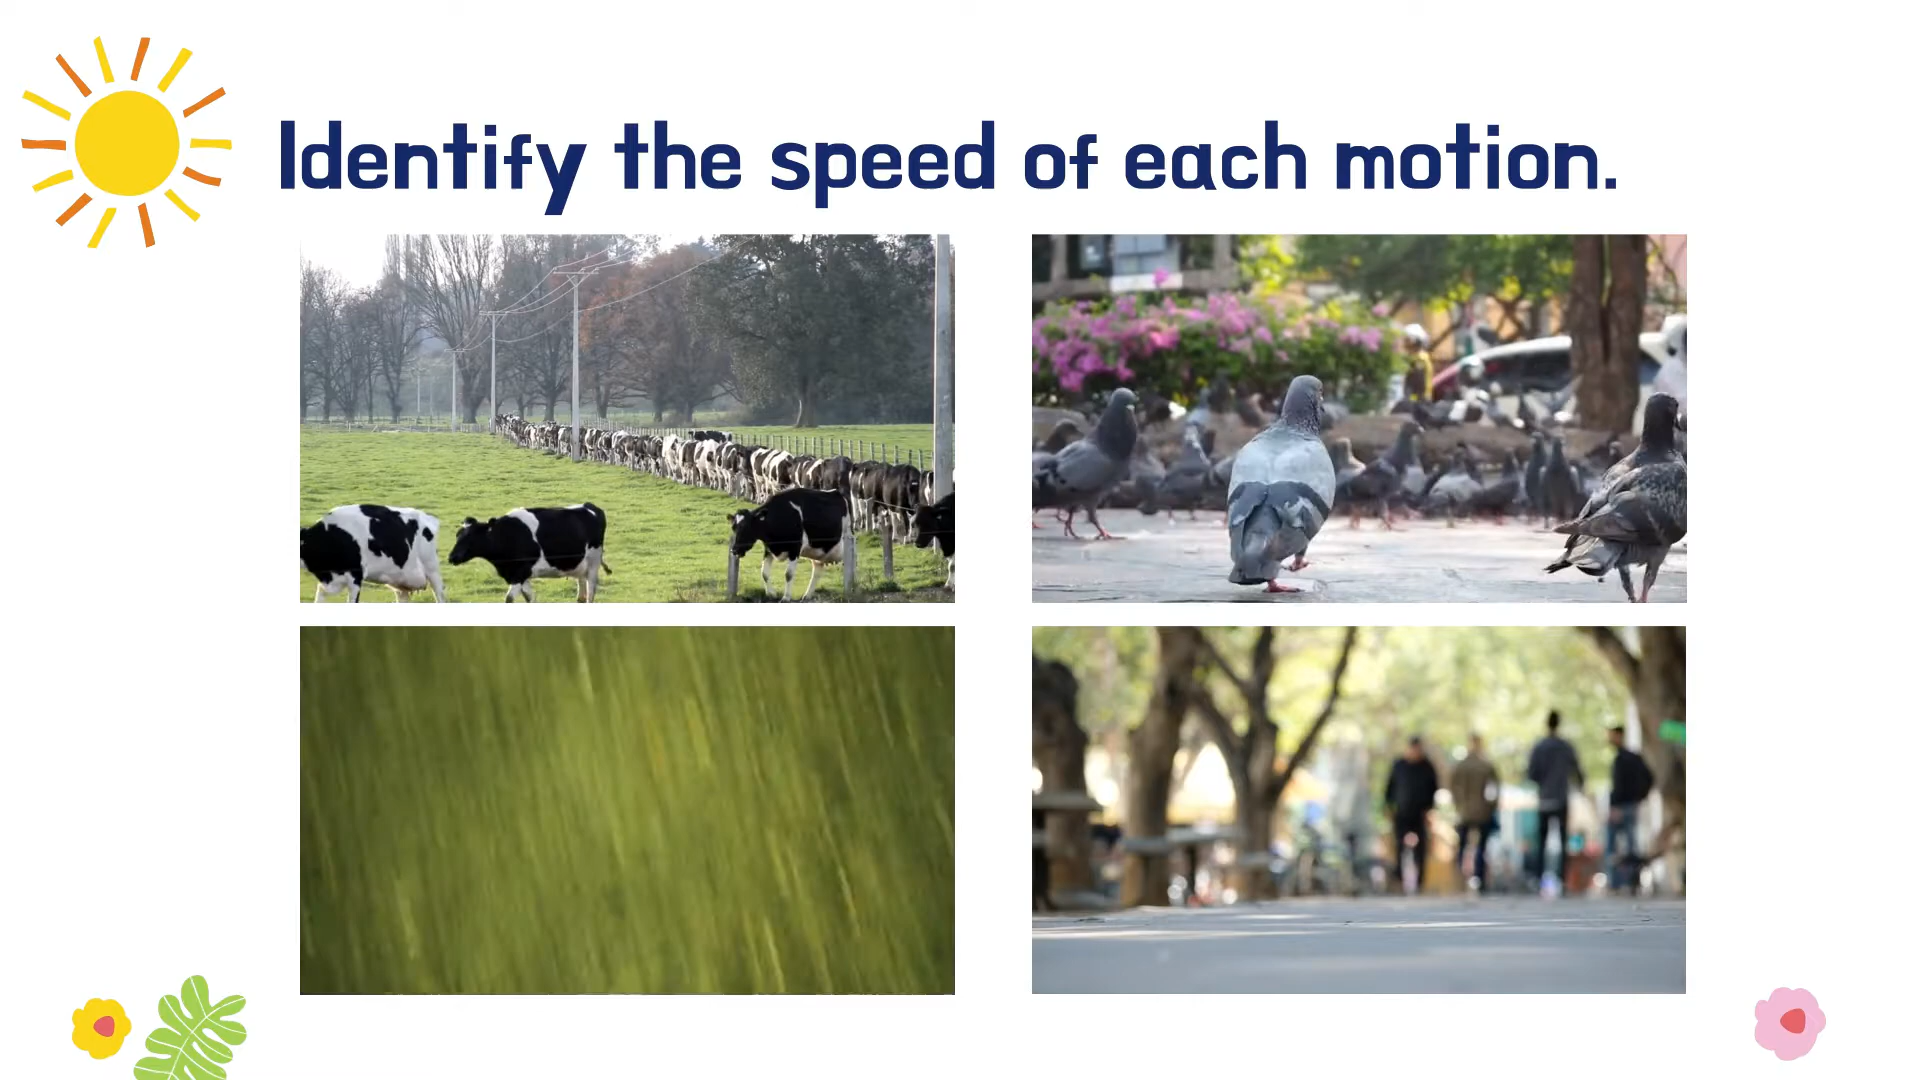 Identify the speed of each motion.